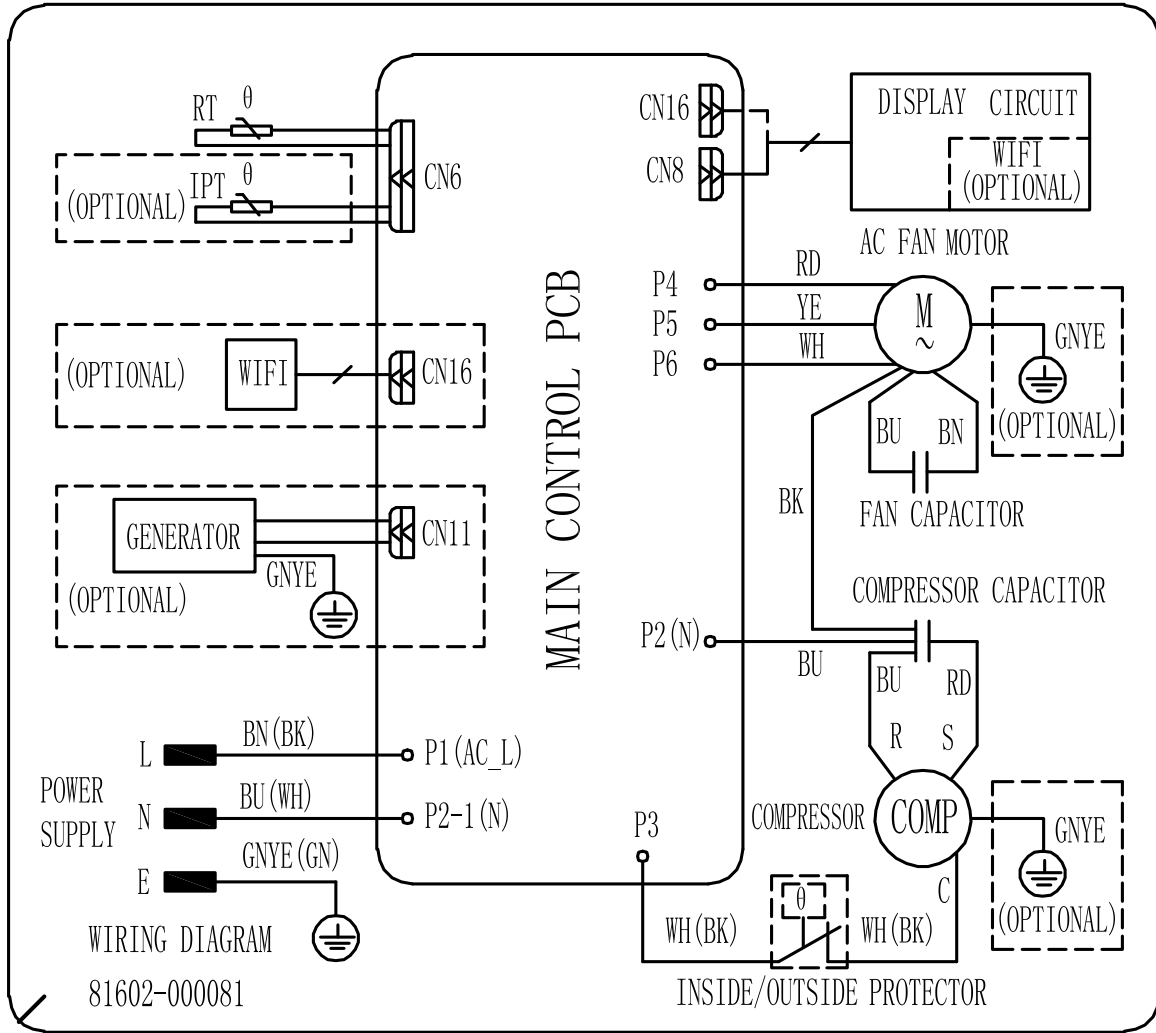 RT θ
IPT θ
(OPTIONAL)
CN6
CN16
CN8
DISPLAY CIRCUIT
WIFI
(OPTIONAL)
AC FAN MOTOR
P4
RD
P5
YE
P6
WH
M
~
GNYE
(OPTIONAL)
BU
BN
FAN CAPACITOR
BK
(OPTIONAL)
WIFI
CN16
GENERATOR
CN11
GNYE
(OPTIONAL)
MAIN CONTROL PCB
COMPRESSOR CAPACITOR
P2(N)
BU
BU
RD
R
S
COMPRESSOR
COMP
GNYE
(OPTIONAL)
C
POWER
SUPPLY
L
BN(BK)
P1(AC_L)
N
BU(WH)
P2-1(N)
E
GNYE(GN)
P3
θ
WH(BK)
WH(BK)
INSIDE/OUTSIDE PROTECTOR
WIRING DIAGRAM
81602-000081